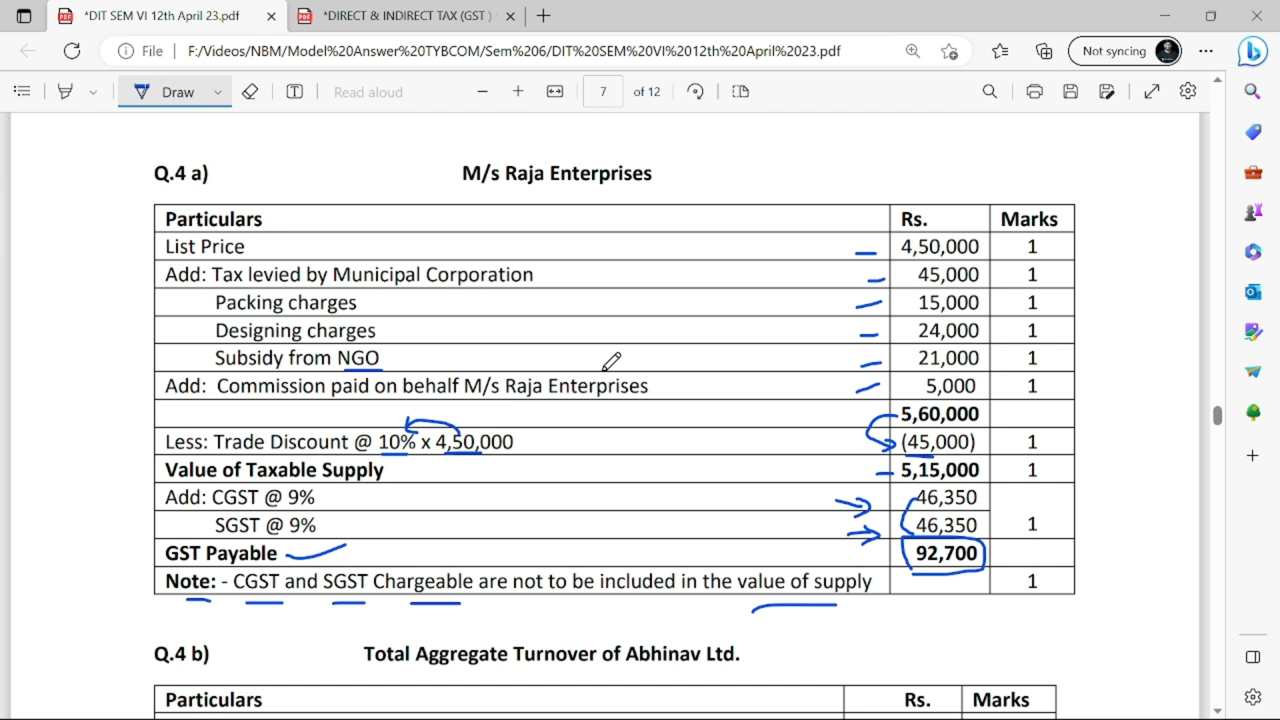 *DIT SEM VI 12th April 23.pdf
*DIRECT & INDIRECT TAX (GST )
File F:/Videos/NBM/Model%20Answer%20TYBCOM/Sem%206/DIT%20SEM%20VI%2012th%20April%2023.pdf Not syncing
Draw Read aloud 7 of 12
Q.4 a) M/s Raja Enterprises
Particulars Rs. Marks
List Price 4,50,000 1
Add: Tax levied by Municipal Corporation 45,000 1
Packing charges 15,000 1
Designing charges 24,000 1
Subsidy from NGO 21,000 1
Add: Commission paid on behalf M/s Raja Enterprises 5,000 1
5,60,000
Less: Trade Discount @ 10% x 4,50,000 (45,000) 1
Value of Taxable Supply 5,15,000 1
Add: CGST @ 9% 46,350
SGST @ 9% 46,350 1
GST Payable 92,700
Note: - CGST and SGST Chargeable are not to be included in the value of supply 1
Q.4 b) Total Aggregate Turnover of Abhinav Ltd.
Particulars Rs. Marks